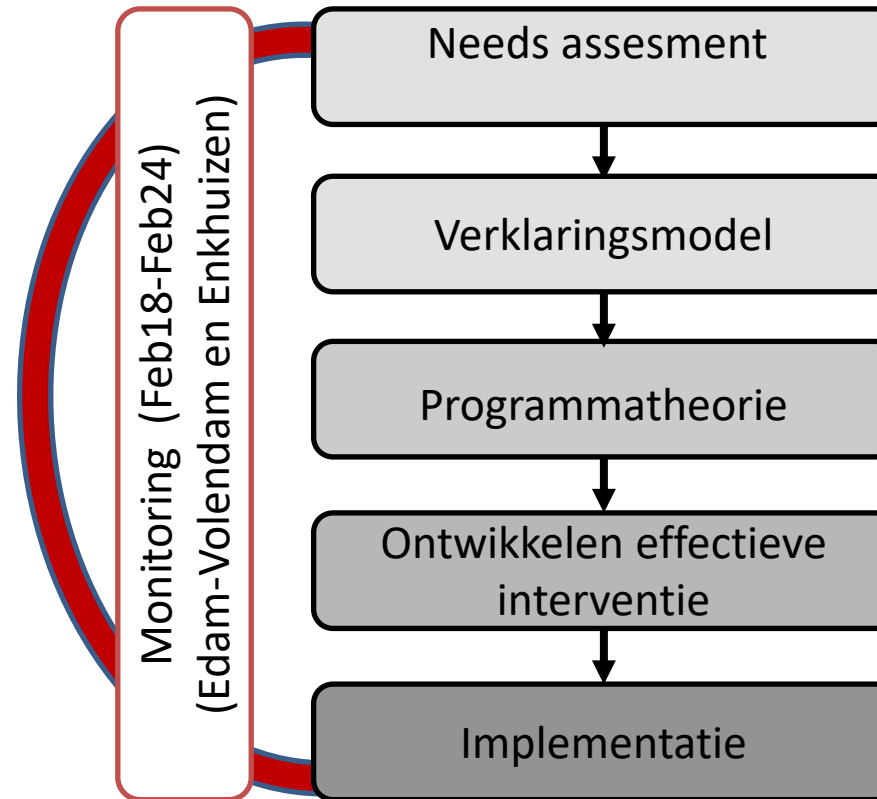 Monitoring (Feb18-Feb24)
(Edam-Volendam en Enkhuizen)
Needs assesment
Verklaringsmodel
Programmatheorie
Ontwikkelen effectieve
interventie
Implementatie